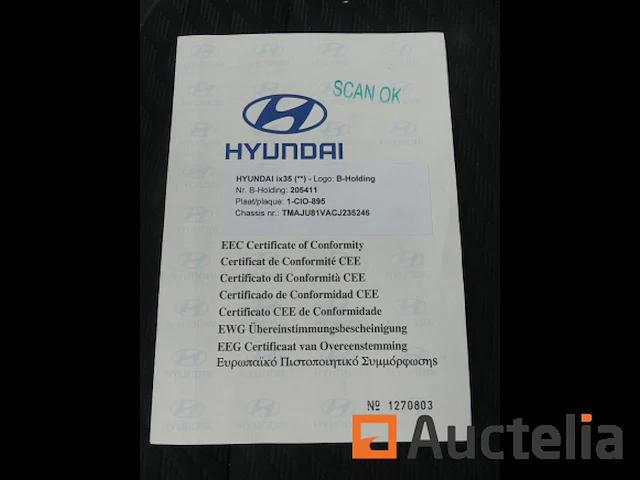 SCAN OK
HYUNDAI
HYUNDAI ix35 (**) - Logo: B-Holding
Nr. B-Holding: 205411
Plaat/plaque: 1-CIO-895
Chassis nr.: TMAJU81VACJ235246
EEC Certificate of Conformity
Certificat de Conformité CEE
Certificato di Conformità CEE
Certificado de Conformidad CEE
Certificato CEE de Conformidade
EWG Übereinstimmungsbescheinigung
EEG Certificaat van Overeenstemming
Ευρωπαϊκό Πιστοποιητικό Συμμόρφωσης
№ 1270803
Auctelia